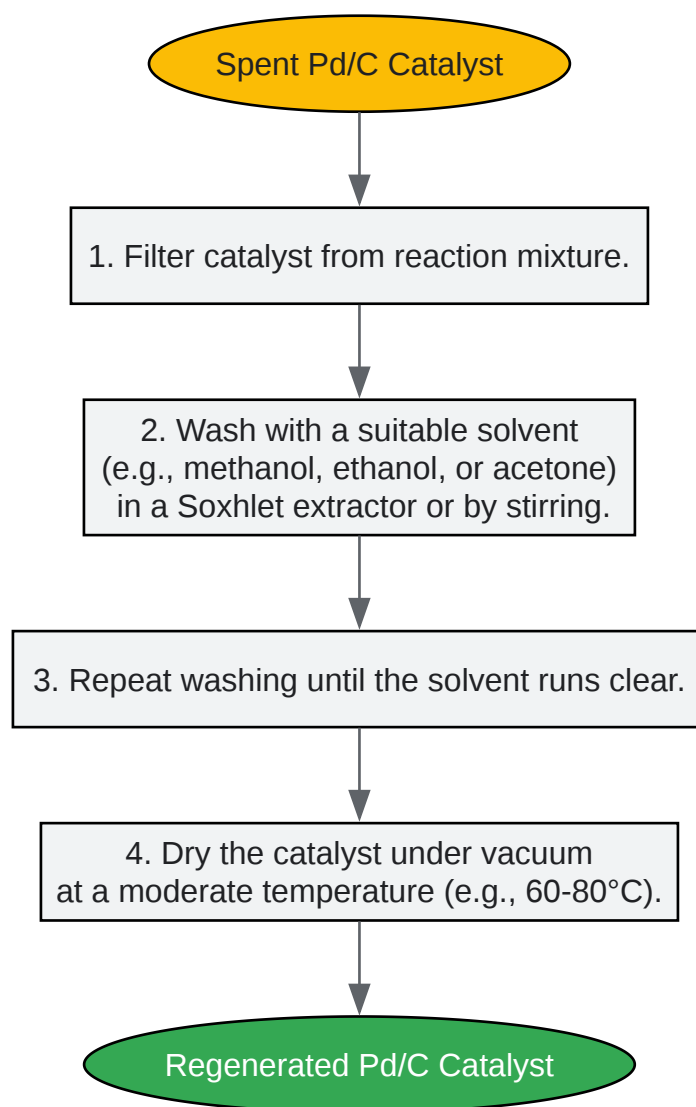 Spent Pd/C Catalyst
1. Filter catalyst from reaction mixture.
2. Wash with a suitable solvent
(e.g., methanol, ethanol, or acetone)
in a Soxhlet extractor or by stirring.
3. Repeat washing until the solvent runs clear.
4. Dry the catalyst under vacuum
at a moderate temperature (e.g., 60-80°C).
Regenerated Pd/C Catalyst